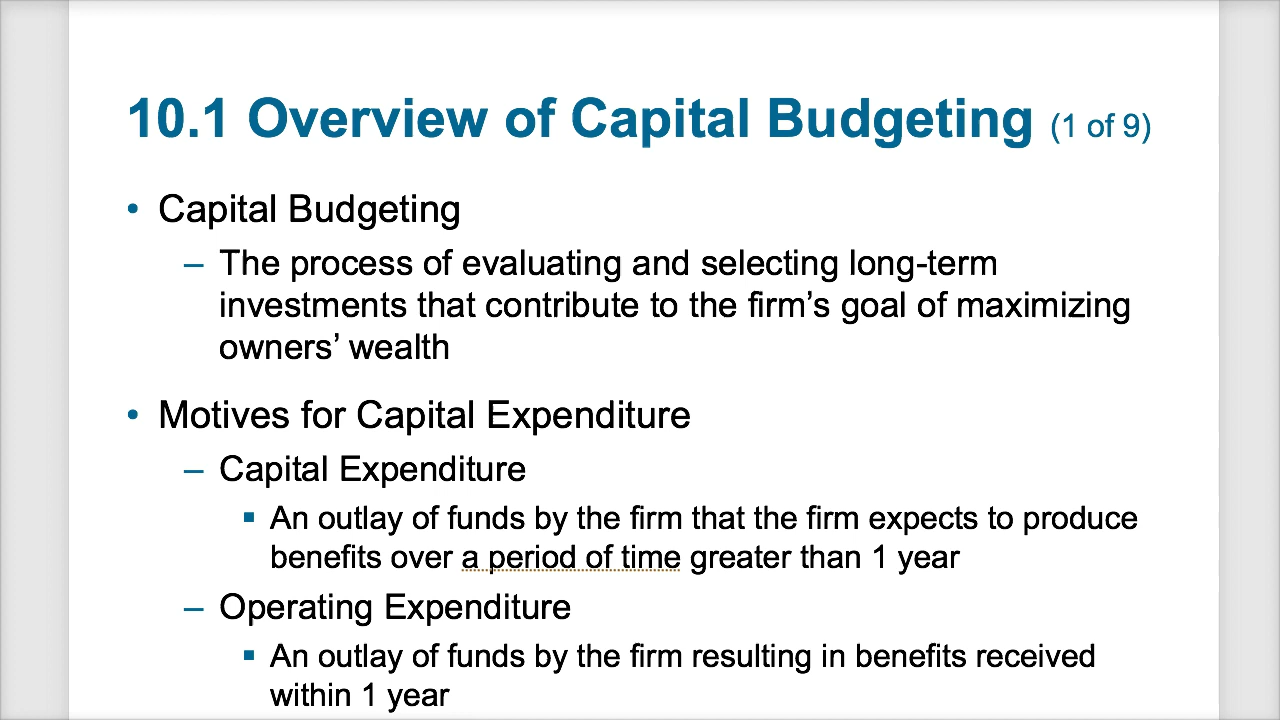 10.1 Overview of Capital Budgeting (1 of 9)
• Capital Budgeting
– The process of evaluating and selecting long-term
investments that contribute to the firm’s goal of maximizing
owners’ wealth
• Motives for Capital Expenditure
– Capital Expenditure
▪ An outlay of funds by the firm that the firm expects to produce
benefits over a period of time greater than 1 year
– Operating Expenditure
▪ An outlay of funds by the firm resulting in benefits received
within 1 year